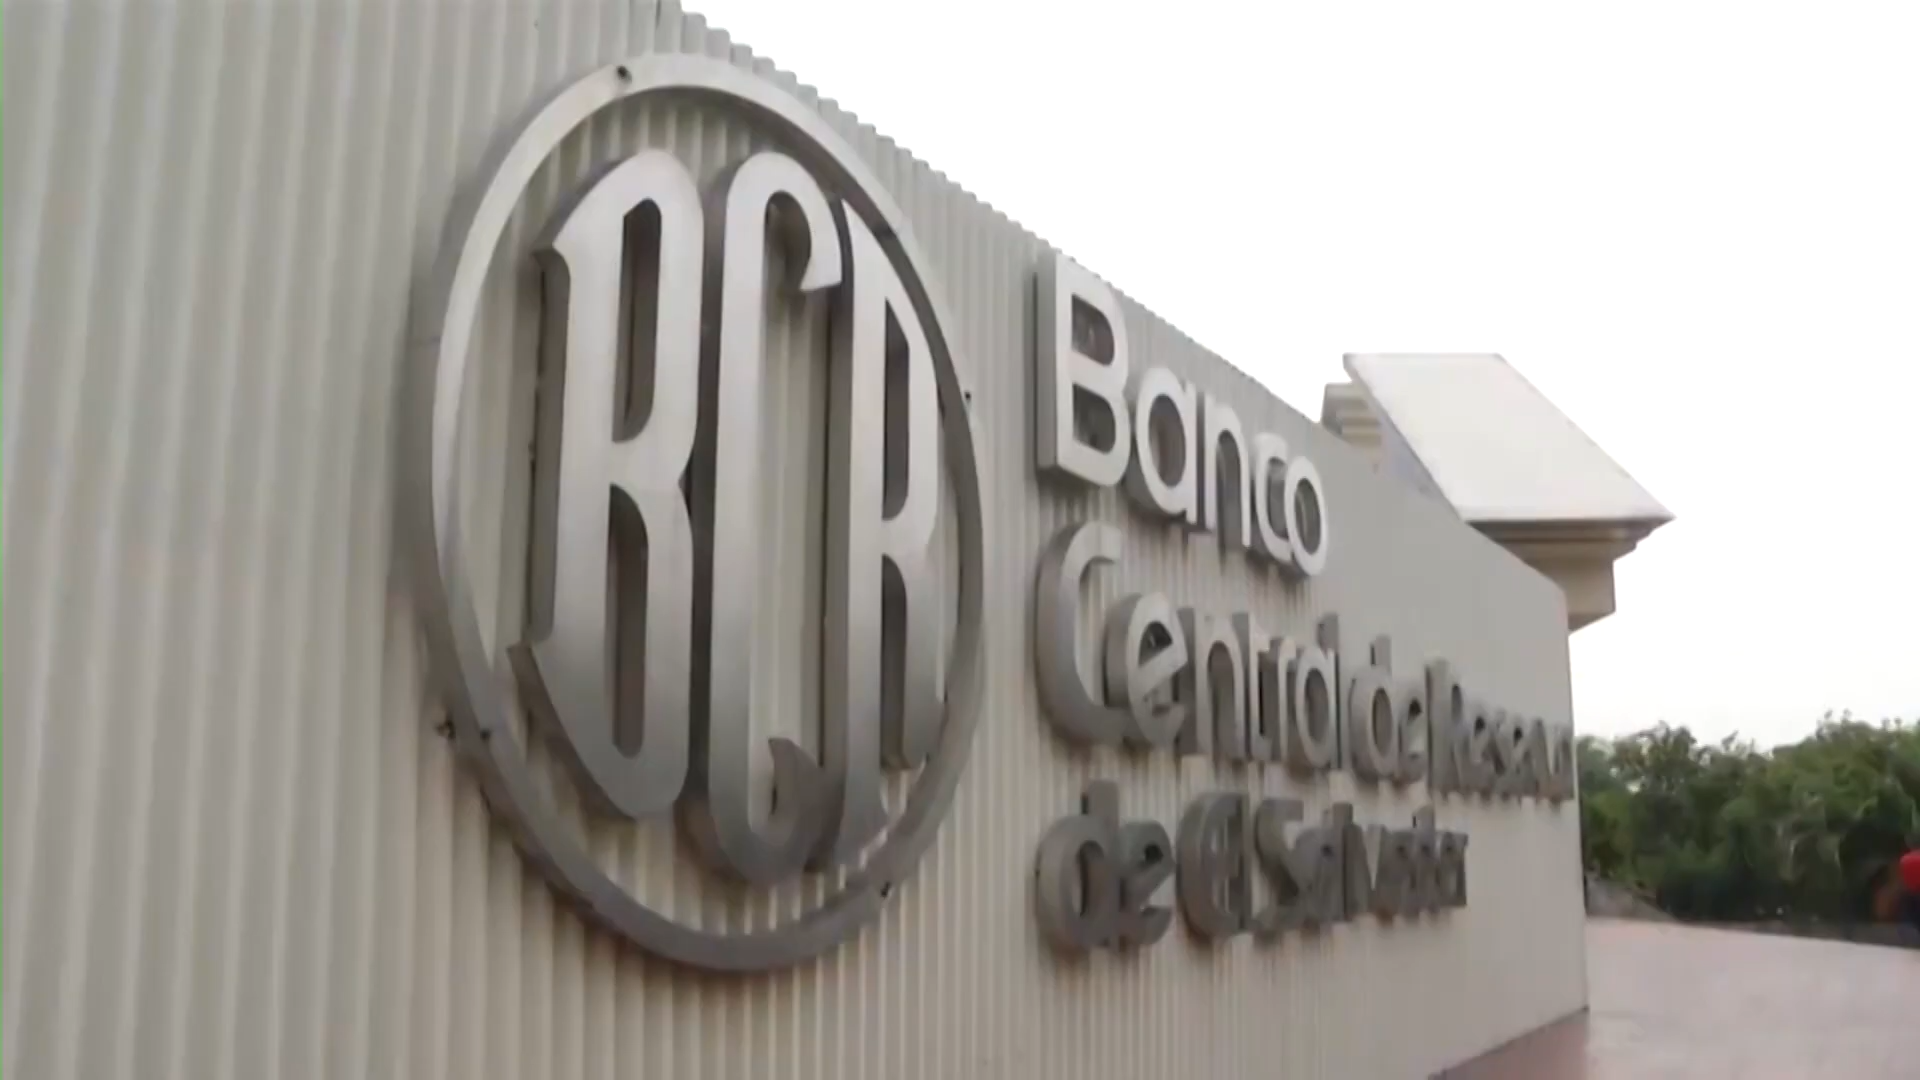 BCR
Banco
Central de Reserva
de El Salvador